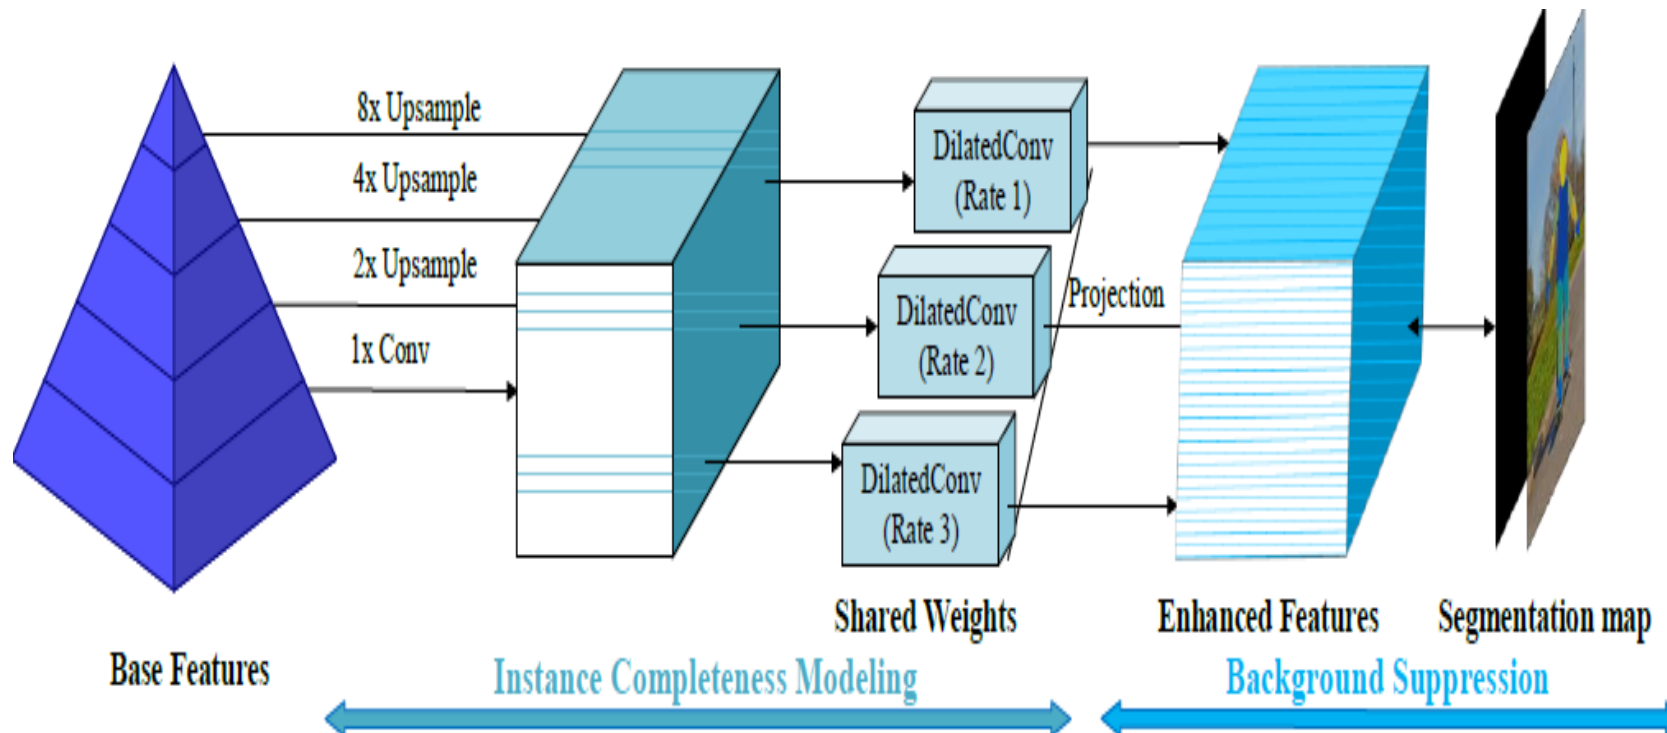 8x Upsample
4x Upsample
2x Upsample
1x Conv
DilatedConv
(Rate 1)
DilatedConv
(Rate 2)
DilatedConv
(Rate 3)
Projection
Base Features
Shared Weights
Enhanced Features
Segmentation map
Instance Completeness Modeling
Background Suppression